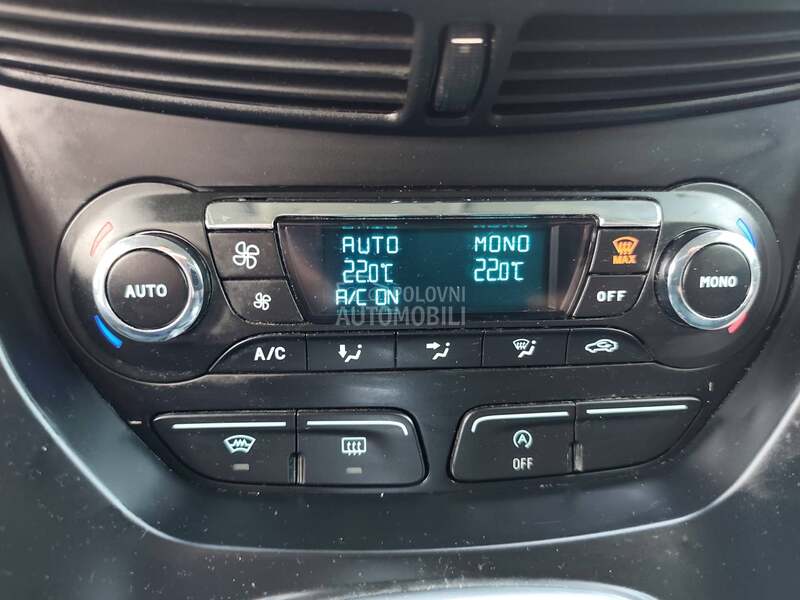 AUTO MONO
22.0°C 22.0°C
A/C ON
POLOVNI
AUTOMOBILI
AUTO
MAX
OFF
MONO
A/C
A
OFF